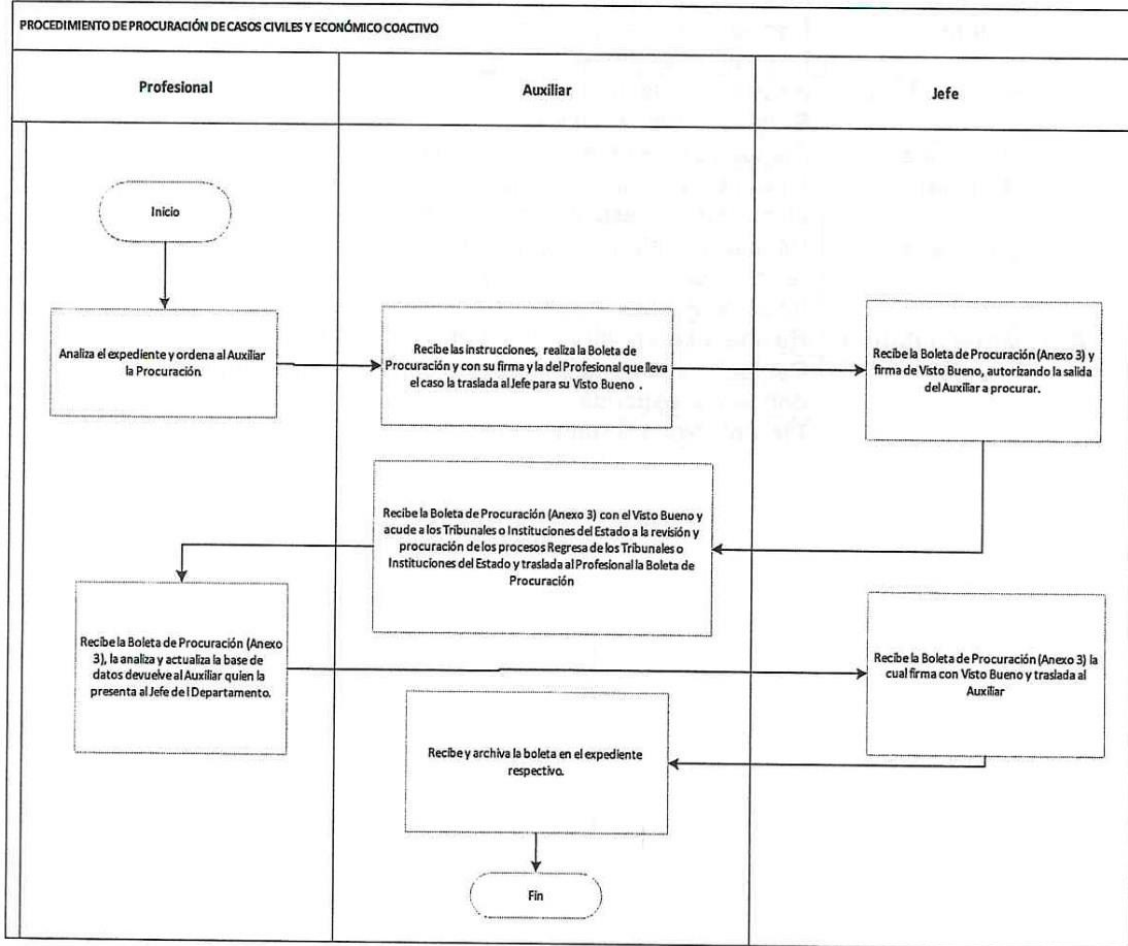 PROCEDIMIENTO DE PROCURACIÓN DE CASOS CIVILES Y ECONÓMICO COACTIVO
Profesional
Auxiliar
Jefe
Inicio
Analiza el expediente y ordena al Auxiliar
la Procuración.
Recibe las Instrucciones, realiza la Boleta de
Procuración y con su firma y la del Profesional que lleva
el caso la traslada al Jefe para su Visto Bueno .
Recibe la Boleta de Procuración (Anexo 3) y
firma de Visto Bueno, autorizando la salida
del Auxiliar a procurar.
Recibe la Boleta de Procuración (Anexo 3) con el Visto Bueno y
acude a los Tribunales o Instituciones del Estado a la revisión y
procuración de los procesos Regresa de los Tribunales o
Instituciones del Estado y traslada al Profesional la Boleta de
Procuración
Recibe la Boleta de Procuración (Anexo
3), la analiza y actualiza la base de
datos devuelve al Auxiliar quien la
presenta al Jefe de l Departamento.
Recibe la Boleta de Procuración (Anexo 3) la
cual firma con Visto Bueno y traslada al
Auxiliar
Recibe y archiva la boleta en el expediente
respectivo.
Fin